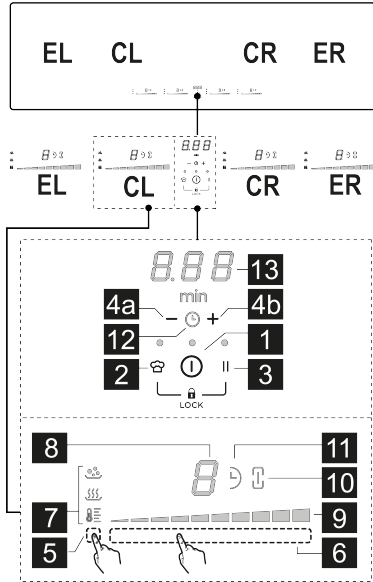 EL CL CR ER
EL CL CR ER
8.88 13
min
4a − + 4b
12 1
2 3
LOCK
8 8 11
10
7 9
5 6